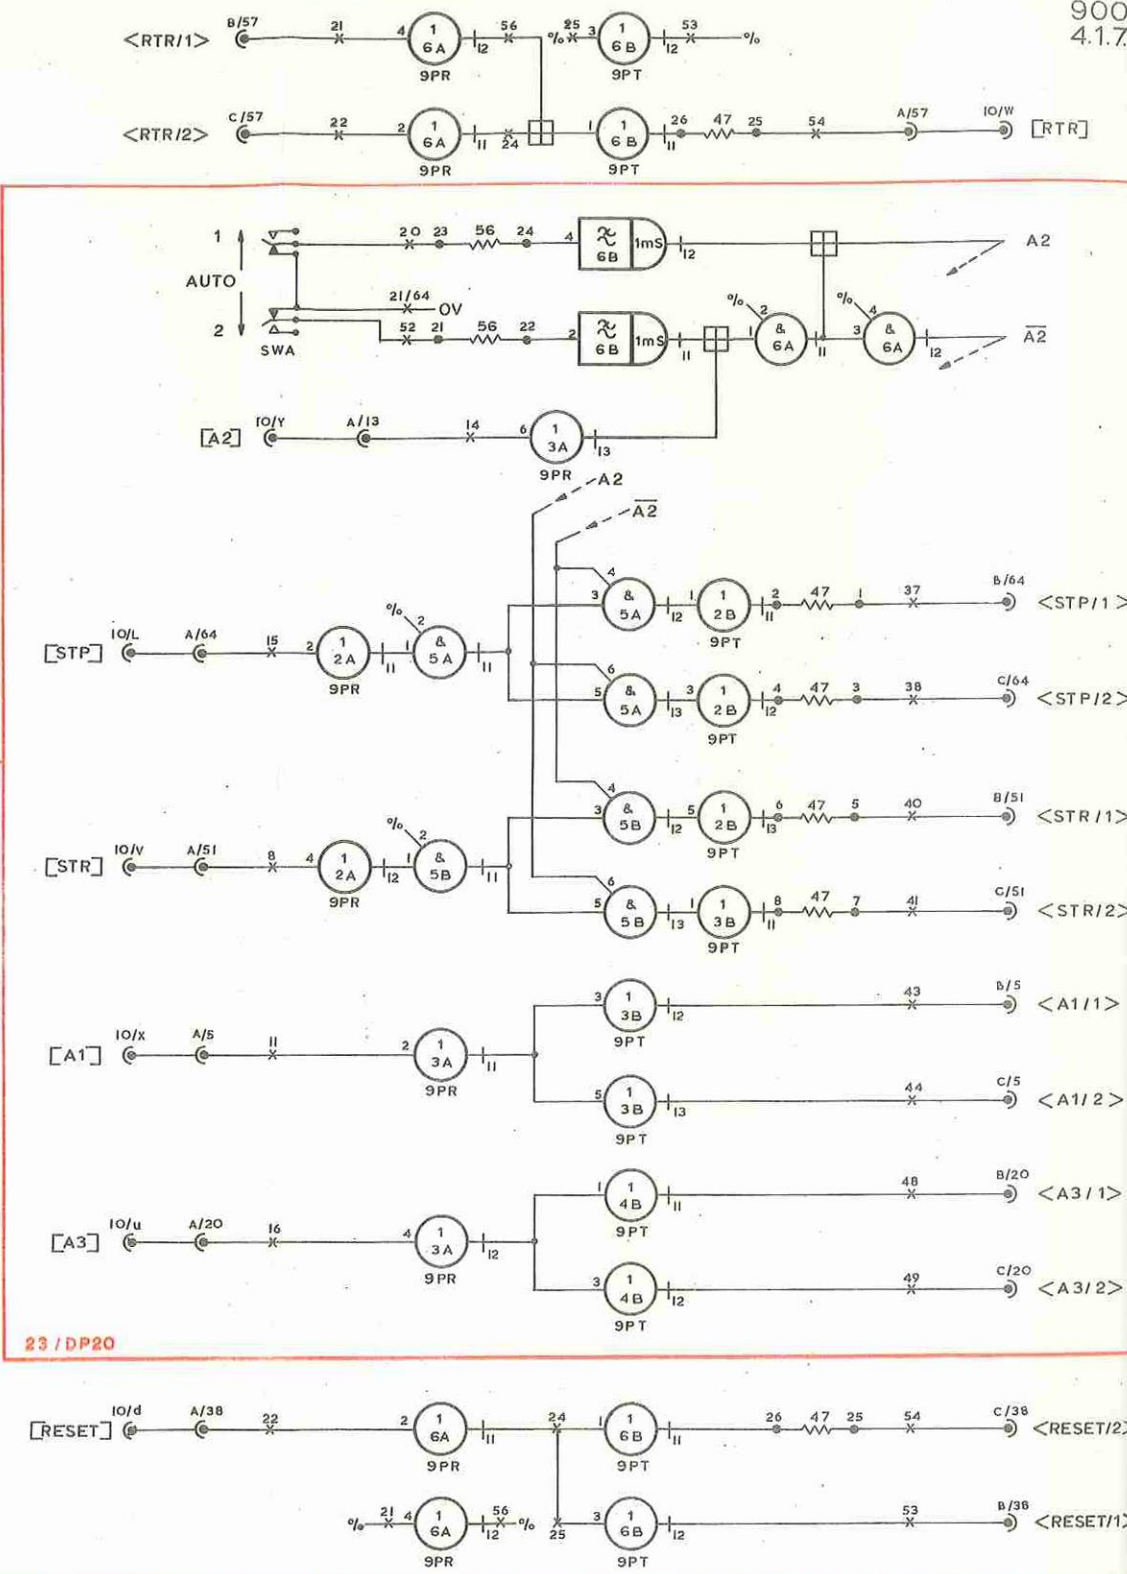 900
4.1.7.
<RTR/1> B/57 21 4 1 6A 12 56 9PR
% 25 3 1 6B 12 53 % 9PT
<RTR/2> C/57 22 2 1 6A 11 24 9PR
1 1 6B 11 26 47 25 54 A/57 10/W [RTR] 9PT
1 20 23 56 24 4 6B 1mS 12 A2
AUTO
21/64 0V
2 SWA 52 21 56 22 2 6B 1mS 11
% 2 1 & 6A 11 % 4 3 & 6A 12 A̅2̅
[A2] 10/Y A/13 14 6 1 3A 13 9PR
A2
A̅2̅
4 3 & 5A 12 1 1 2B 11 2 47 1 37 B/64 <STP/1> 9PT
[STP] 10/L A/64 15 2 1 2A 11 9PR % 2 1 & 5A 11
6 5 & 5A 13 3 1 2B 12 4 47 3 38 C/64 <STP/2> 9PT
4 3 & 5B 12 5 1 2B 13 6 47 5 40 B/51 <STR/1> 9PT
[STR] 10/V A/51 8 4 1 2A 12 9PR % 2 1 & 5B 11
6 5 & 5B 13 1 1 3B 11 8 47 7 41 C/51 <STR/2> 9PT
3 1 3B 12 43 B/5 <A1/1> 9PT
[A1] 10/X A/5 11 2 1 3A 11 9PR
5 1 3B 13 44 C/5 <A1/2> 9PT
1 1 4B 11 48 B/20 <A3/1> 9PT
[A3] 10/u A/20 16 4 1 3A 12 9PR
3 1 4B 12 49 C/20 <A3/2> 9PT
23/DP20
[RESET] 10/d A/38 22 2 1 6A 11 9PR 24 1 1 6B 11 9PT 26 47 25 54 C/38 <RESET/2>
% 21 4 1 6A 12 56 % 9PR 25 3 1 6B 12 9PT 53 B/38 <RESET/1>